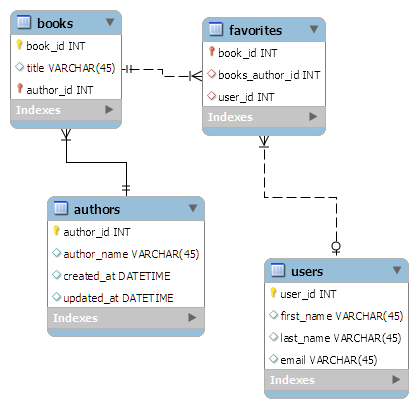 books
book_id INT
title VARCHAR(45)
author_id INT
Indexes
favorites
book_id INT
books_author_id INT
user_id INT
Indexes
authors
author_id INT
author_name VARCHAR(45)
created_at DATETIME
updated_at DATETIME
Indexes
users
user_id INT
first_name VARCHAR(45)
last_name VARCHAR(45)
email VARCHAR(45)
Indexes